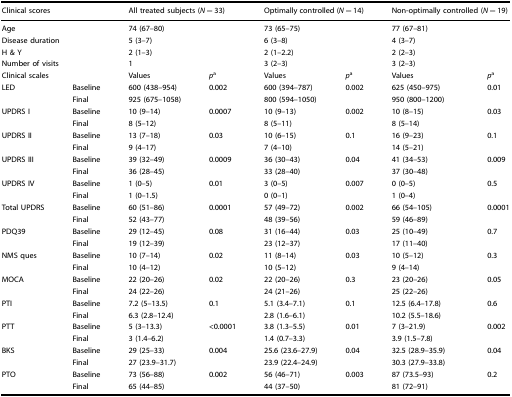 Clinical scores All treated subjects (N = 33) Optimally controlled (N = 14) Non-optimally controlled (N = 19)
Age 74 (67–80) 73 (65–75) 77 (67–81)
Disease duration 5 (3–7) 6 (3–8) 4 (3–7)
H & Y 2 (1–3) 2 (1–2.2) 2 (2–3)
Number of visits 1 3 (2–3) 3 (2–3)
Clinical scales Values pᵃ Values pᵃ Values pᵃ
LED Baseline 600 (438–954) 0.002 600 (394–787) 0.002 625 (450–975) 0.01
Final 925 (675–1058) 800 (594–1050) 950 (800–1200)
UPDRS I Baseline 10 (9–14) 0.0007 10 (9–13) 0.002 10 (8–15) 0.03
Final 8 (5–12) 8 (5–11) 8 (5–14)
UPDRS II Baseline 13 (7–18) 0.03 10 (6–15) 0.1 16 (9–23) 0.1
Final 9 (4–17) 7 (4–10) 14 (5–21)
UPDRS III Baseline 39 (32–49) 0.0009 36 (30–43) 0.04 41 (34–53) 0.009
Final 36 (28–45) 33 (28–40) 37 (30–48)
UPDRS IV Baseline 1 (0–5) 0.01 3 (0–5) 0.007 0 (0–5) 0.5
Final 1 (0–1.5) 0 (0–1) 1 (0–4)
Total UPDRS Baseline 60 (51–86) 0.0001 57 (49–72) 0.002 66 (54–105) 0.0001
Final 52 (43–77) 48 (39–56) 59 (46–89)
PDQ39 Baseline 29 (12–45) 0.08 31 (16–44) 0.03 25 (10–49) 0.7
Final 19 (12–39) 23 (12–37) 17 (11–40)
NMS ques Baseline 10 (7–14) 0.02 11 (8–14) 0.03 10 (5–12) 0.3
Final 10 (4–12) 10 (5–12) 9 (4–14)
MOCA Baseline 22 (20–26) 0.02 22 (20–26) 0.3 23 (20–26) 0.05
Final 24 (22–26) 24 (21–26) 25 (22–26)
PTI Baseline 7.2 (5–13.5) 0.1 5.1 (3.4–7.1) 0.1 12.5 (6.4–17.8) 0.6
Final 6.3 (2.8–12.4) 2.8 (1.6–6.1) 10.2 (5.5–18.6)
PTT Baseline 5 (3–13.3) <0.0001 3.8 (1.3–5.5) 0.01 7 (3–21.9) 0.002
Final 3 (1.4–6.2) 1.4 (0.7–3.3) 3.9 (1.5–7.8)
BKS Baseline 29 (25–33) 0.004 25.6 (23.6–27.9) 0.04 32.5 (28.9–35.9) 0.04
Final 27 (23.9–31.7) 23.9 (22.4–24.9) 30.3 (27.9–33.8)
PTO Baseline 73 (56–88) 0.002 56 (46–71) 0.003 87 (73.5–93) 0.2
Final 65 (44–85) 44 (37–50) 81 (72–91)